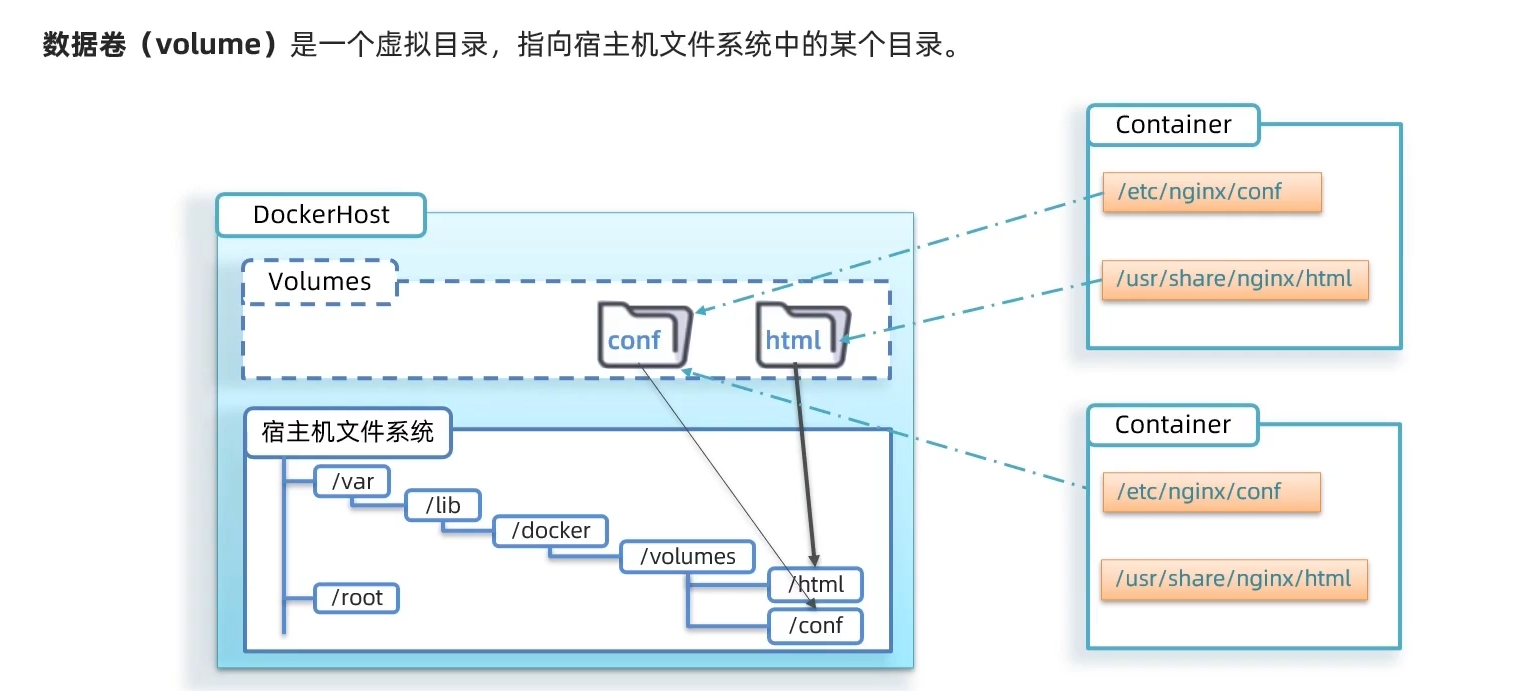 数据卷（volume）是一个虚拟目录，指向宿主机文件系统中的某个目录。
Container
/etc/nginx/conf
/usr/share/nginx/html
DockerHost
Volumes
conf
html
宿主机文件系统
/var
/lib
/docker
/volumes
/html
/conf
/root
Container
/etc/nginx/conf
/usr/share/nginx/html